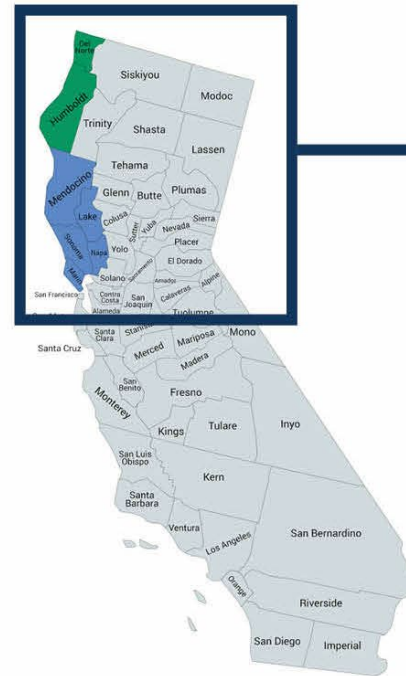 Del
Norte
Siskiyou
Modoc
Humboldt
Trinity
Shasta
Lassen
Tehama
Plumas
Mendocino
Glenn
Butte
Lake
Colusa
Sutter
Yuba
Nevada
Sierra
Placer
Sonoma
Napa
Yolo
El Dorado
Marin
Solano
Sacramento
Amador
Alpine
San Francisco
Contra
Costa
San
Joaquin
Calaveras
Alameda
Tuolumne
Santa Cruz
Santa
Clara
Stanis
Mariposa
Mono
Merced
Madera
San
Benito
Fresno
Monterey
Kings
Tulare
Inyo
San Luis
Obispo
Kern
Santa
Barbara
Ventura
Los Angeles
San Bernardino
Orange
Riverside
San Diego
Imperial